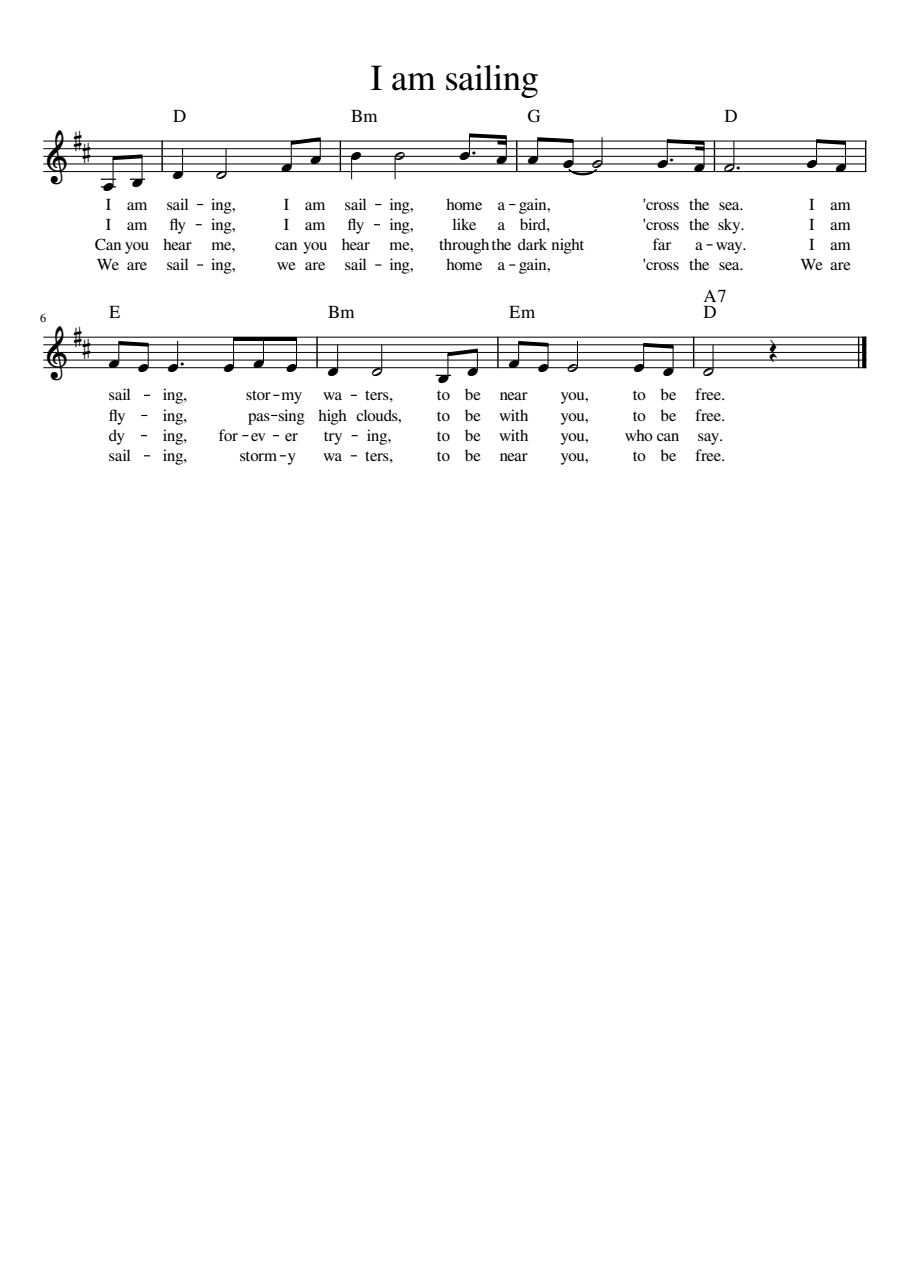 I am sailing
D Bm G D
I am sail - ing, I am sail - ing, home a - gain, 'cross the sea. I am
I am fly - ing, I am fly - ing, like a bird, 'cross the sky. I am
Can you hear me, can you hear me, through the dark night far a - way. I am
We are sail - ing, we are sail - ing, home a - gain, 'cross the sea. We are
A7
6 E Bm Em D
sail - ing, stor - my wa - ters, to be near you, to be free.
fly - ing, pas - sing high clouds, to be with you, to be free.
dy - ing, for - ev - er try - ing, to be with you, who can say.
sail - ing, storm - y wa - ters, to be near you, to be free.